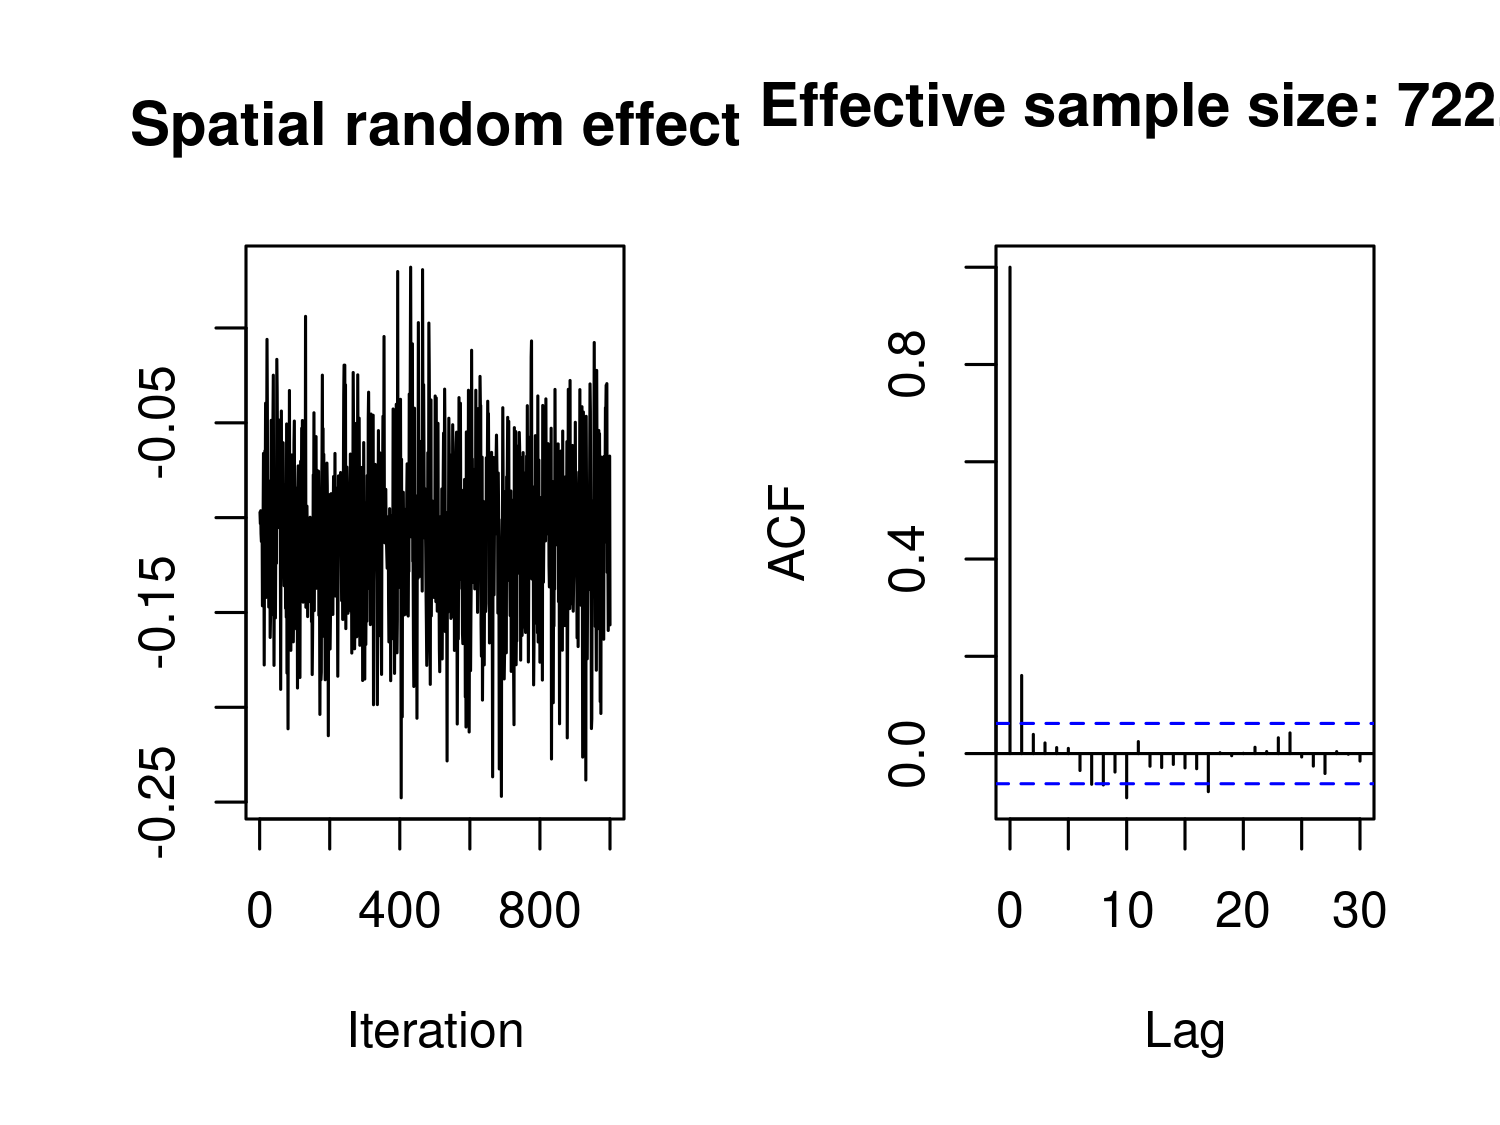 Spatial random effect
Effective sample size: 722.
-0.05
-0.15
-0.25
0 400 800
Iteration
ACF
0.8
0.4
0.0
0 10 20 30
Lag